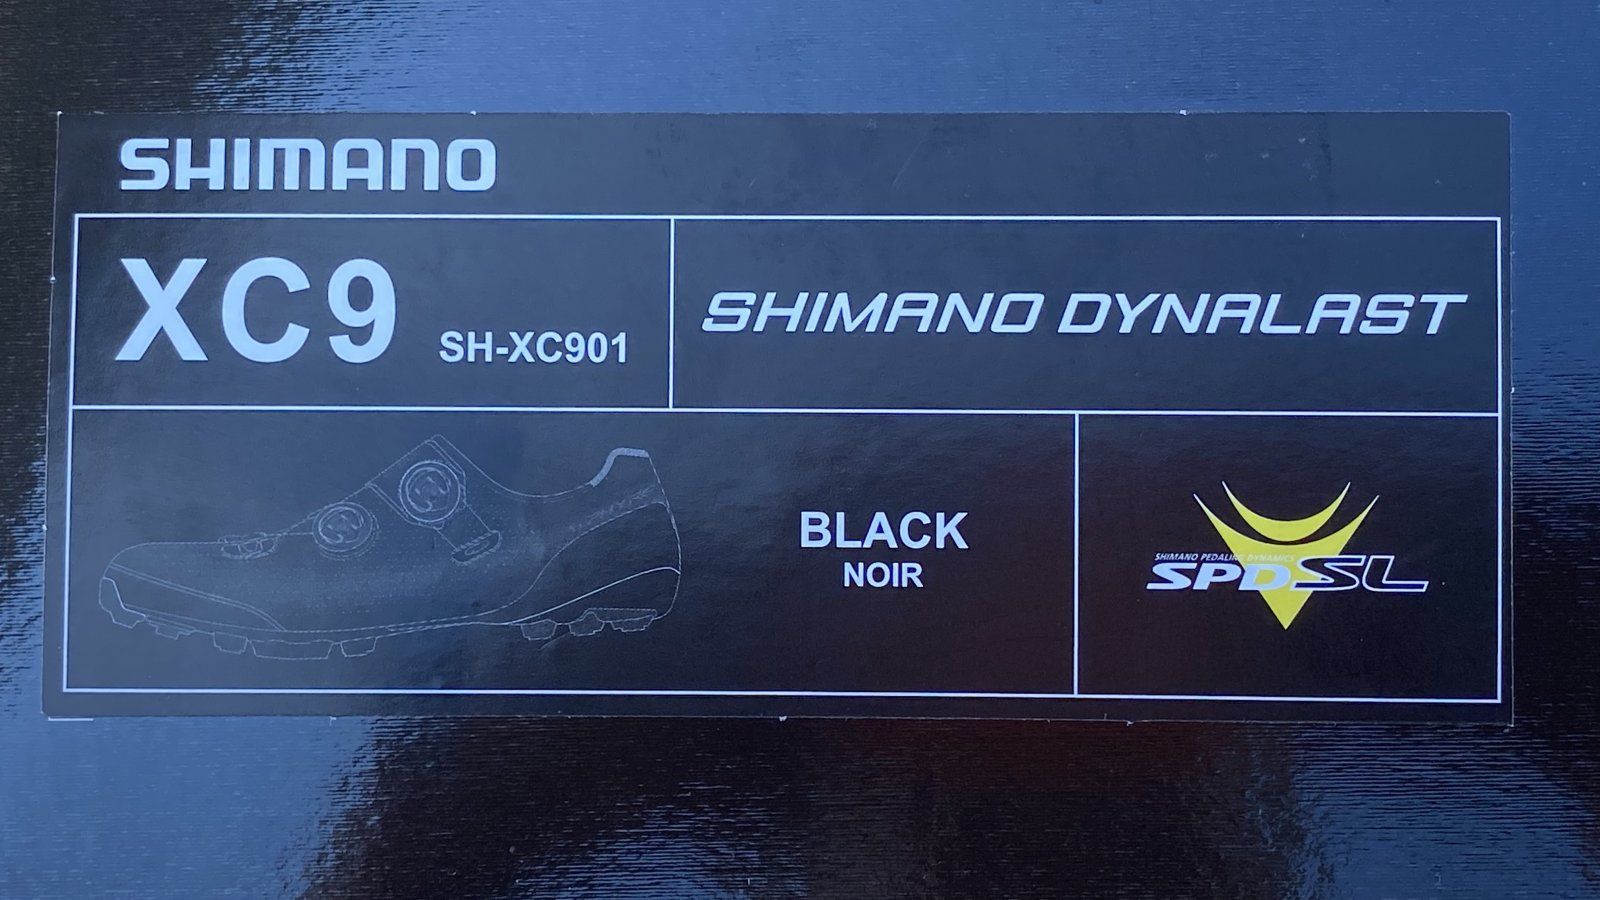 SHIMANO
XC9 SH-XC901
SHIMANO DYNALAST
BLACK
NOIR
SHIMANO PEDALING DYNAMICS
SPD SL